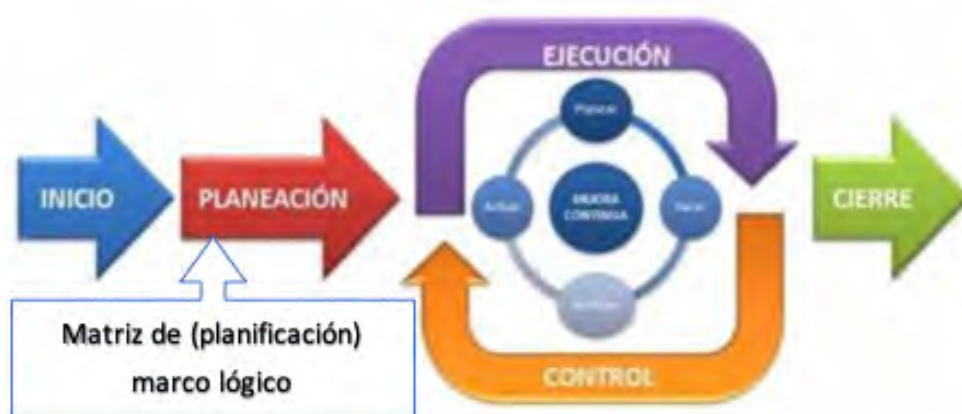 INICIO
PLANEACIÓN
EJECUCIÓN
Planear
Actuar
MEJORA
CONTINUA
Hacer
CONTROL
CIERRE
Matriz de (planificación)
marco lógico